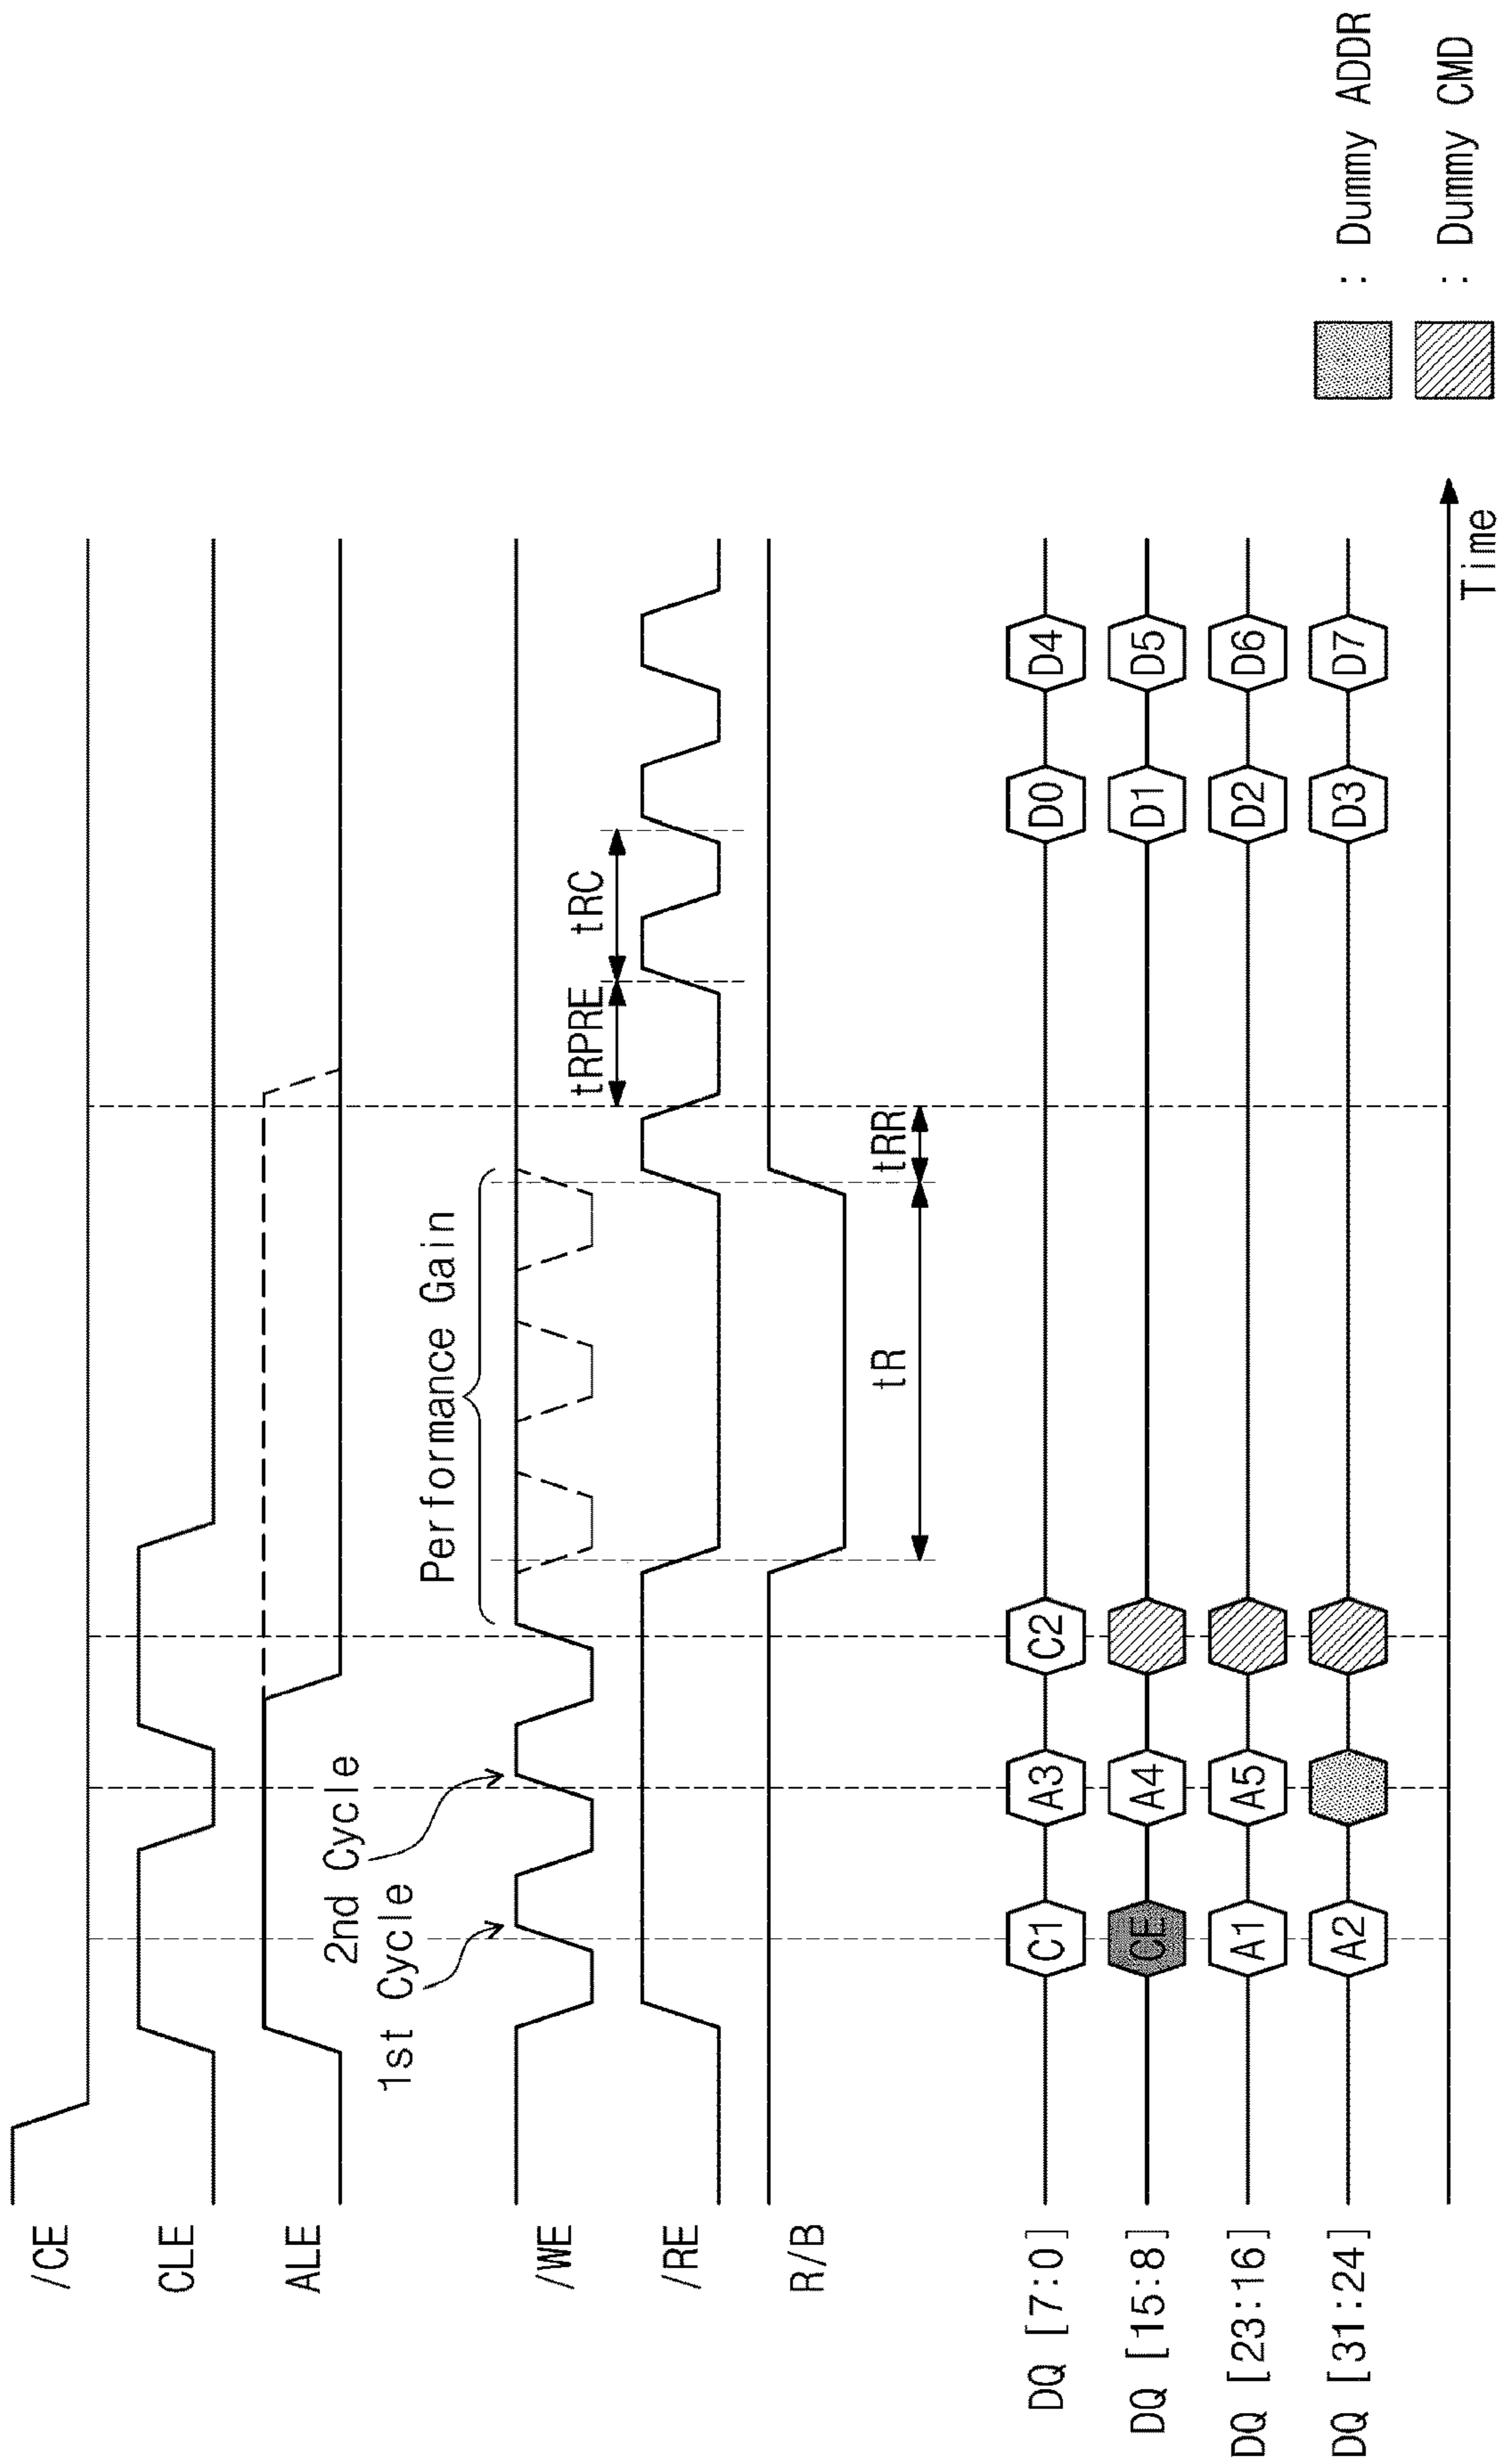 /CE
CLE
ALE
2nd Cycle
1st Cycle
Performance Gain
/WE
tRPRE
tRC
/RE
R/B
tR
tRR
DQ [7:0]
C1
A3
C2
D0
D4
DQ [15:8]
CE
A4
D1
D5
DQ [23:16]
A1
A5
D2
D6
DQ [31:24]
A2
D3
D7
Time
: Dummy ADDR
: Dummy CMD